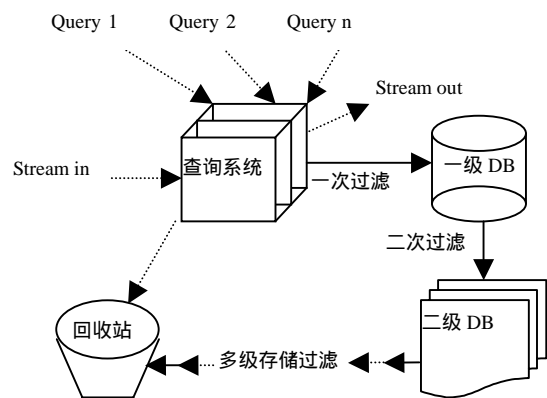 Query 1 Query 2 Query n
Stream out
Stream in
查询系统
一次过滤
一级 DB
二次过滤
二级 DB
回收站
多级存储过滤